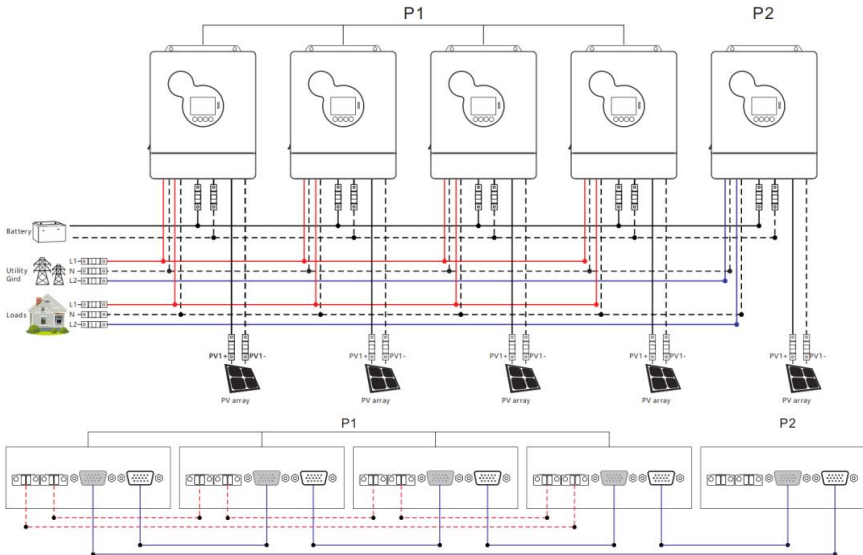 P1 P2
Battery
L1
Utility
Gird
N
L2
L1
Loads
N
L2
PV1+ PV1- PV1+ PV1- PV1+ PV1- PV1+ PV1- PV1+ PV1-
PV array PV array PV array PV array PV array
P1 P2